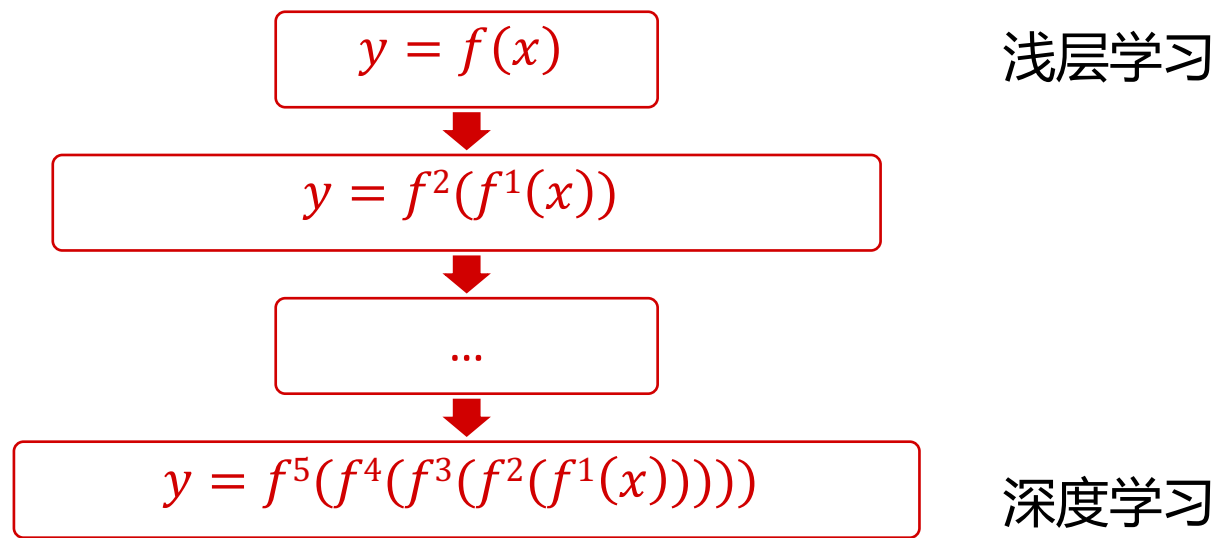 y = f(x)
浅层学习
y = f²(f¹(x))
...
y = f⁵(f⁴(f³(f²(f¹(x)))))
深度学习